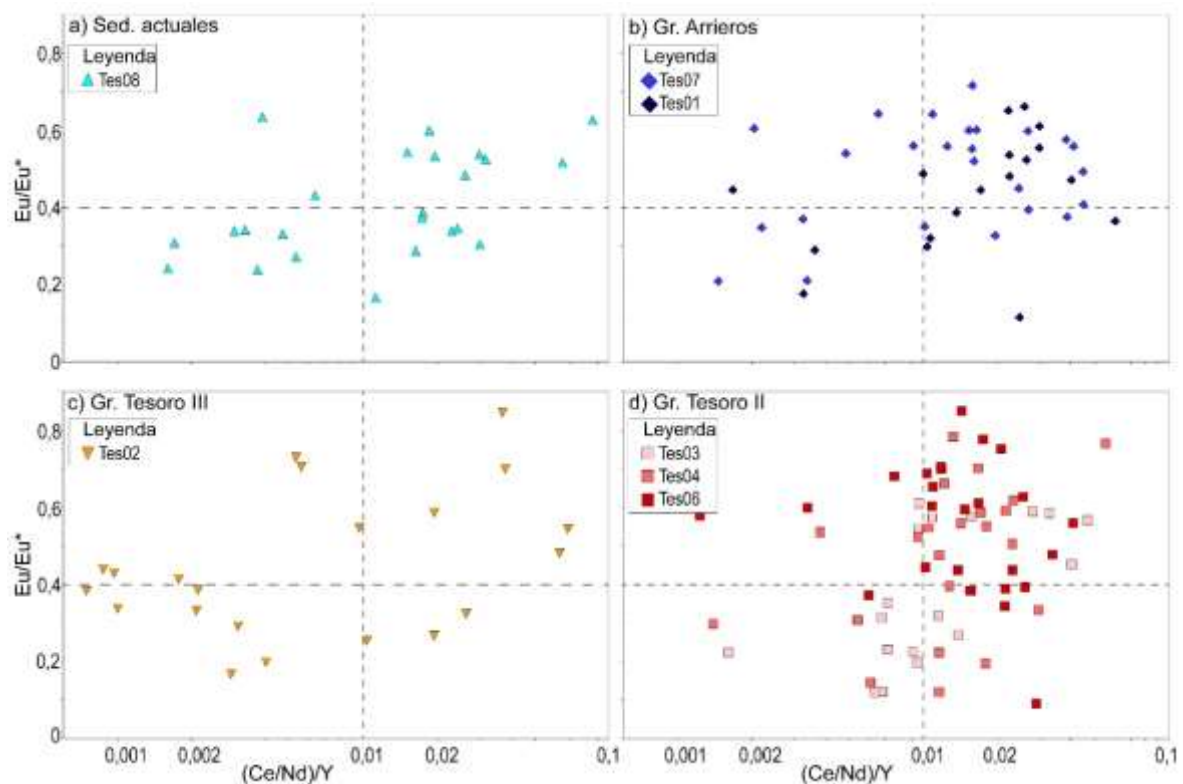 a) Sed. actuales
Leyenda
Tes08
b) Gr. Arrieros
Leyenda
Tes07
Tes01
0,8
0,6
0,4
0,2
0
Eu/Eu*
c) Gr. Tesoro III
Leyenda
Tes02
d) Gr. Tesoro II
Leyenda
Tes03
Tes04
Tes06
0,8
0,6
0,4
0,2
0
Eu/Eu*
0,001 0,002 0,01 0,02 0,001 0,002 0,01 0,02 0,1
(Ce/Nd)/Y (Ce/Nd)/Y